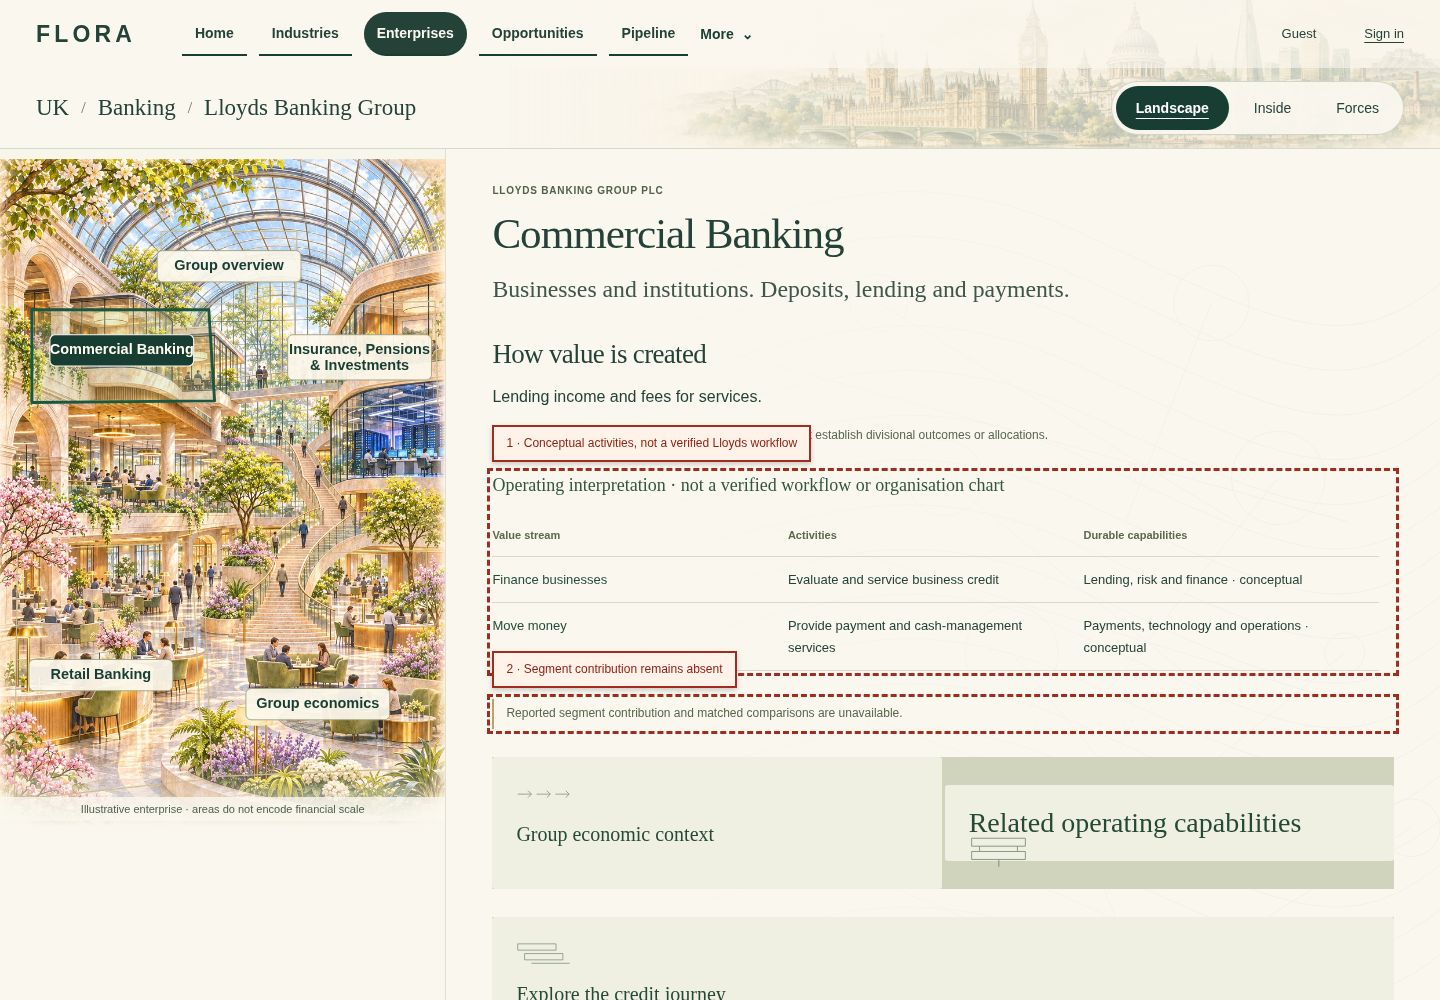 FLORA
Home
Industries
Enterprises
Opportunities
Pipeline
More
Guest
Sign in
UK / Banking / Lloyds Banking Group
Landscape
Inside
Forces
Group overview
Commercial Banking
Insurance, Pensions
& Investments
Retail Banking
Group economics
Illustrative enterprise · areas do not encode financial scale
LLOYDS BANKING GROUP PLC
Commercial Banking
Businesses and institutions. Deposits, lending and payments.
How value is created
Lending income and fees for services.
1 · Conceptual activities, not a verified Lloyds workflow
establish divisional outcomes or allocations.
Operating interpretation · not a verified workflow or organisation chart
Value stream
Activities
Durable capabilities
Finance businesses
Evaluate and service business credit
Lending, risk and finance · conceptual
Move money
Provide payment and cash-management
services
Payments, technology and operations ·
conceptual
2 · Segment contribution remains absent
Reported segment contribution and matched comparisons are unavailable.
Group economic context
Related operating capabilities
Explore the credit journey